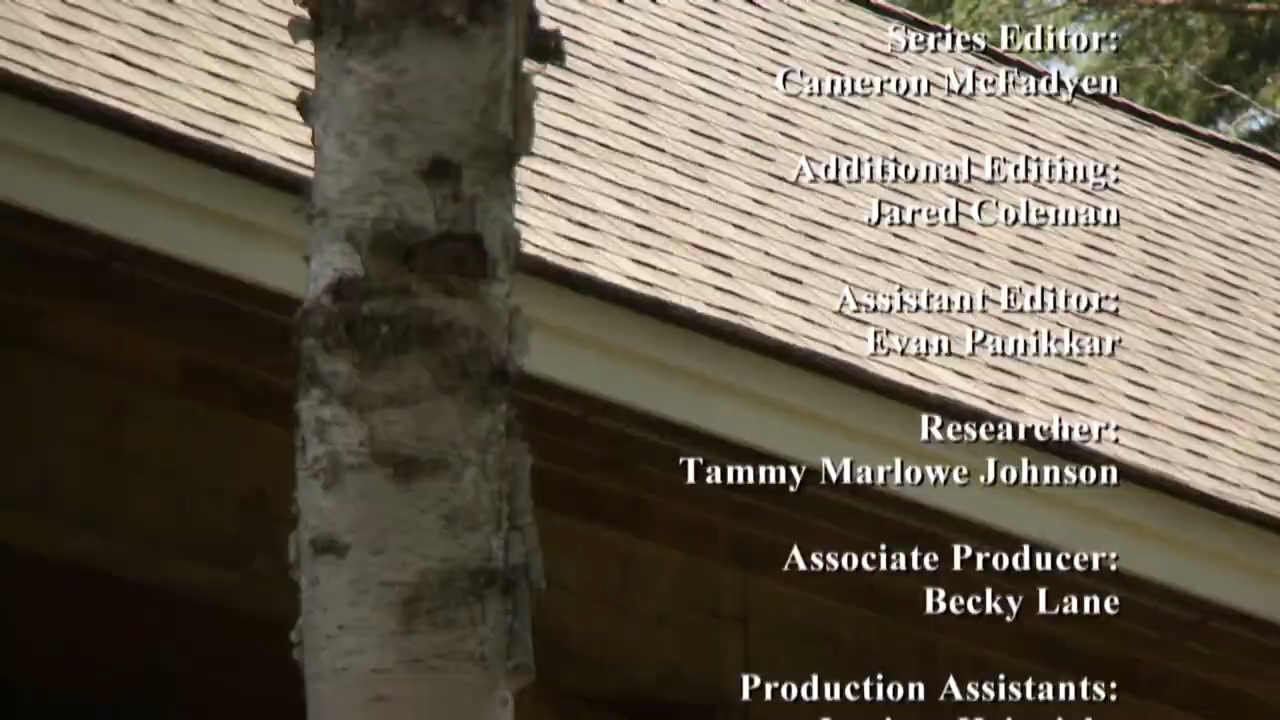 Series Editor:
Cameron McFadyen
Additional Editing:
Jared Coleman
Assistant Editor:
Evan Panikkar
Researcher:
Tammy Marlowe Johnson
Associate Producer:
Becky Lane
Production Assistants: